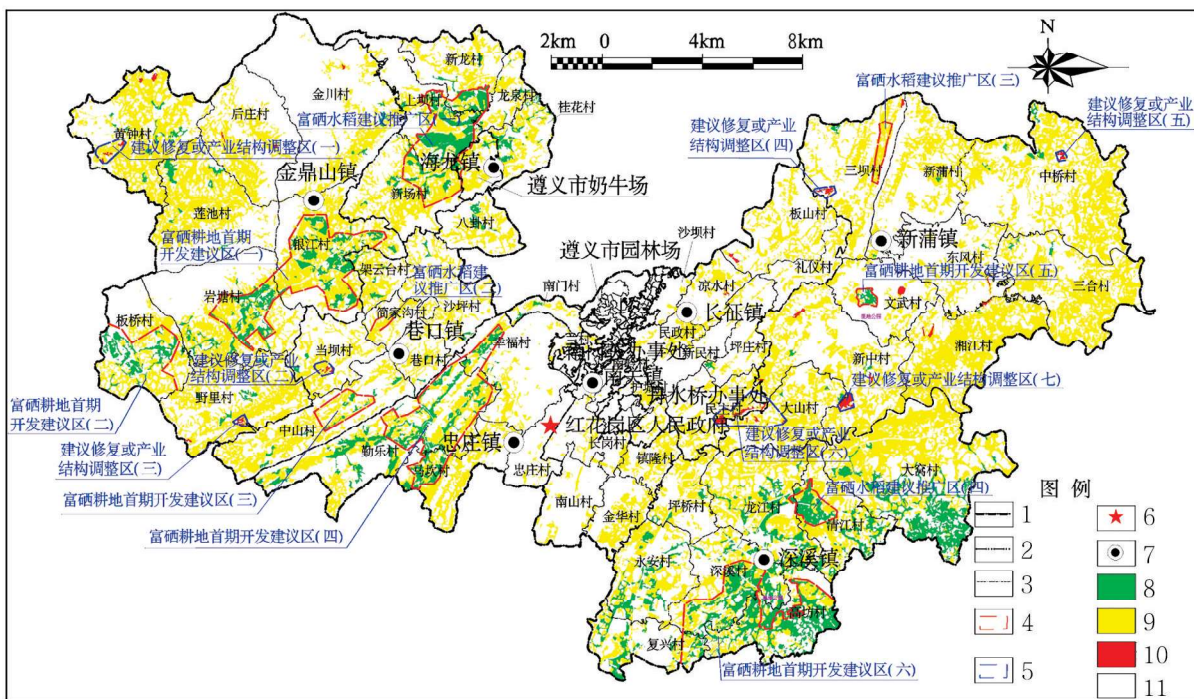 2km 0 4km 8km
N
新龙村
富硒水稻建议推广区(三)
金川村
上坝村
龙泉村
桂花村
后庄村
富硒水稻建议推广区
建议修复或产业
结构调整区(四)
建议修复或产业
结构调整区(五)
黄钟村
建议修复或产业结构调整区(一)
海龙镇
三坝村
新蒲村
中桥村
金鼎山镇
遵义市奶牛场
新场村
莲池村
八卦村
板山村
沙坝村
富硒耕地首期
开发建议区(一)
银江村
新蒲镇
遵义市园林场
东风村
架云台村
礼仪村
富硒水稻建
议推广区(二)
南门村
凉水村
富硒耕地首期开发建议区(五)
三合村
岩塘村
沙坪村
文武村
简家沟村
长征镇
板桥村
巷口镇
幸福村
民政村
坪庄村
湘江村
当坝村
巷口村
新民村
新中村
建议修复或产业
结构调整区(二)
建议修复或产业结构调整区(七)
野里村
富硒耕地首期
开发建议区(二)
大山村
中山村
红花岗区人民政府
建议修复或产业
结构调整区(三)
忠庄镇
勒乐村
长岗村
建议修复或产业
结构调整区(六)
忠庄村
镇隆村
大窝村
富硒耕地首期开发建议区(三)
富硒水稻建议推广区(四)
南山村
坪桥村
龙江村
图 例
金华村
清江村
富硒耕地首期开发建议区(四)
永安村
深溪村
深溪镇
复兴村
富硒耕地首期开发建议区(六)
1
2
3
4
5
6
7
8
9
10
11